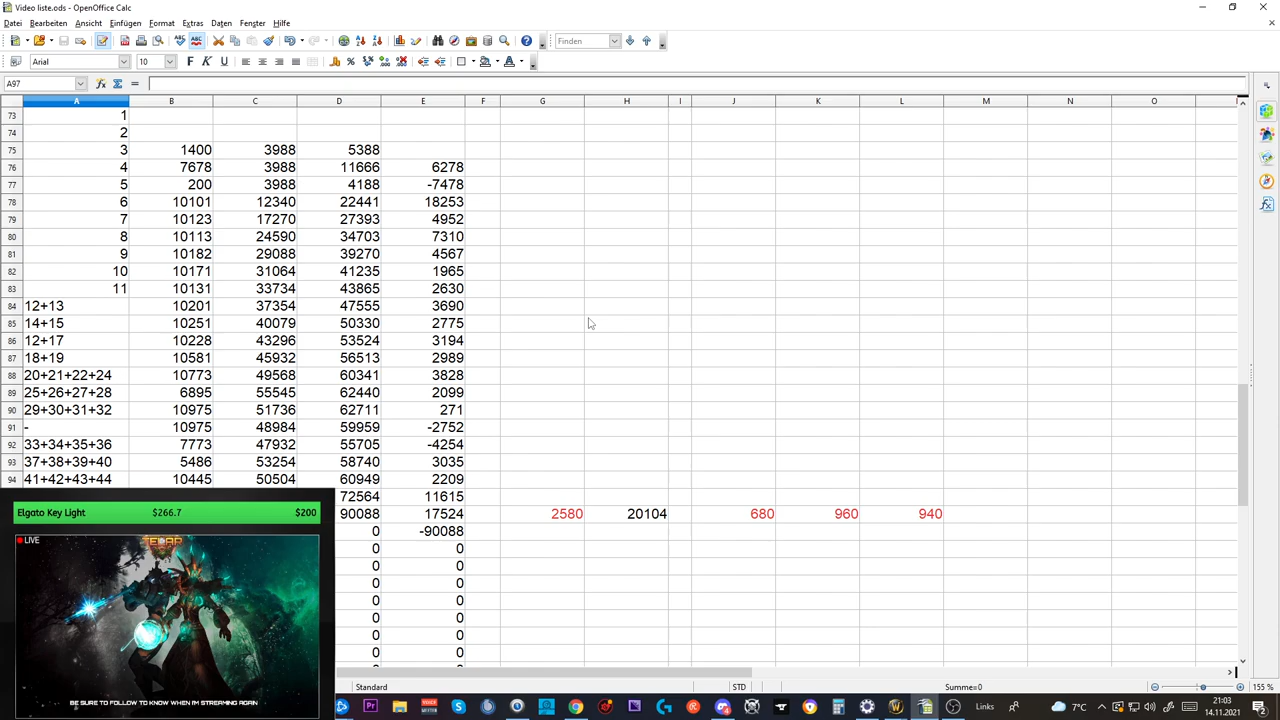 Video liste.ods - OpenOffice Calc
Datei Bearbeiten Ansicht Einfügen Format Extras Daten Fenster Hilfe
Finden
Arial 10
A97
A B C D E F G H I J K L M N O
73 1
74 2
75 3 1400 3988 5388
76 4 7678 3988 11666 6278
77 5 200 3988 4188 -7478
78 6 10101 12340 22441 18253
79 7 10123 17270 27393 4952
80 8 10113 24590 34703 7310
81 9 10182 29088 39270 4567
82 10 10171 31064 41235 1965
83 11 10131 33734 43865 2630
84 12+13 10201 37354 47555 3690
85 14+15 10251 40079 50330 2775
86 12+17 10228 43296 53524 3194
87 18+19 10581 45932 56513 2989
88 20+21+22+24 10773 49568 60341 3828
89 25+26+27+28 6895 55545 62440 2099
90 29+30+31+32 10975 51736 62711 271
91 - 10975 48984 59959 -2752
92 33+34+35+36 7773 47932 55705 -4254
93 37+38+39+40 5486 53254 58740 3035
94 41+42+43+44 10445 50504 60949 2209
72564 11615
90088 17524 2580 20104 680 960 940
0 -90088
0 0
0 0
0 0
0 0
0 0
0 0
0 0
Elgato Key Light $266.7 $200
LIVE
BE SURE TO FOLLOW TO KNOW WHEN I'M STREAMING AGAIN
Standard STD Summe=0 155 %
Links 7°C 21:03
14.11.2021